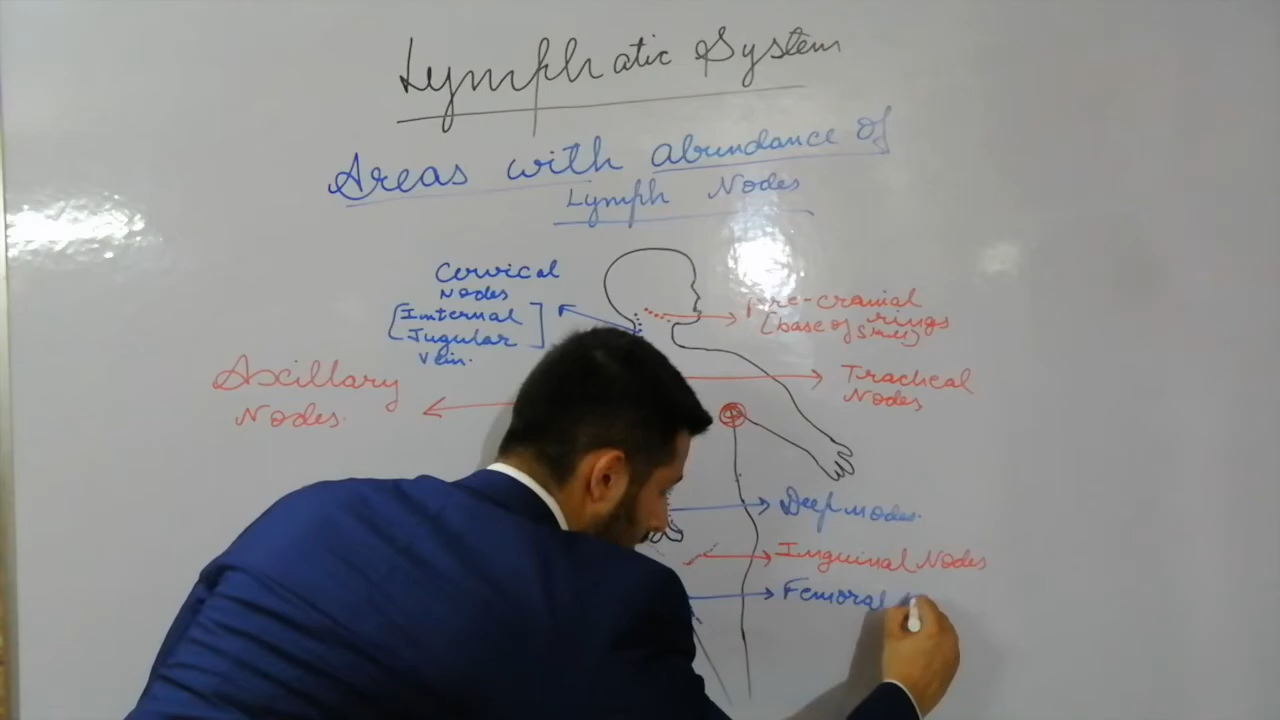 Lymphatic System
Areas with abundance of
Lymph Nodes
Cervical
Nodes
[Internal
Jugular]
Vein.
Pre-cranial
rings
[base of skull]
Axillary
Nodes.
Tracheal
Nodes
Deep nodes.
Inguinal Nodes
Femoral